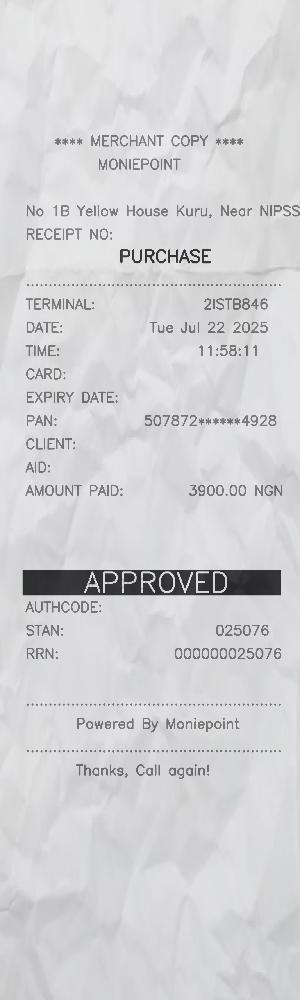 **** MERCHANT COPY ****
MONIEPOINT
No 1B Yellow House Kuru, Near NIPSS
RECEIPT NO:
PURCHASE
TERMINAL: 2ISTB846
DATE: Tue Jul 22 2025
TIME: 11:58:11
CARD:
EXPIRY DATE:
PAN: 507872******4928
CLIENT:
AID:
AMOUNT PAID: 3900.00 NGN
APPROVED
AUTHCODE:
STAN: 025076
RRN: 000000025076
Powered By Moniepoint
Thanks, Call again!